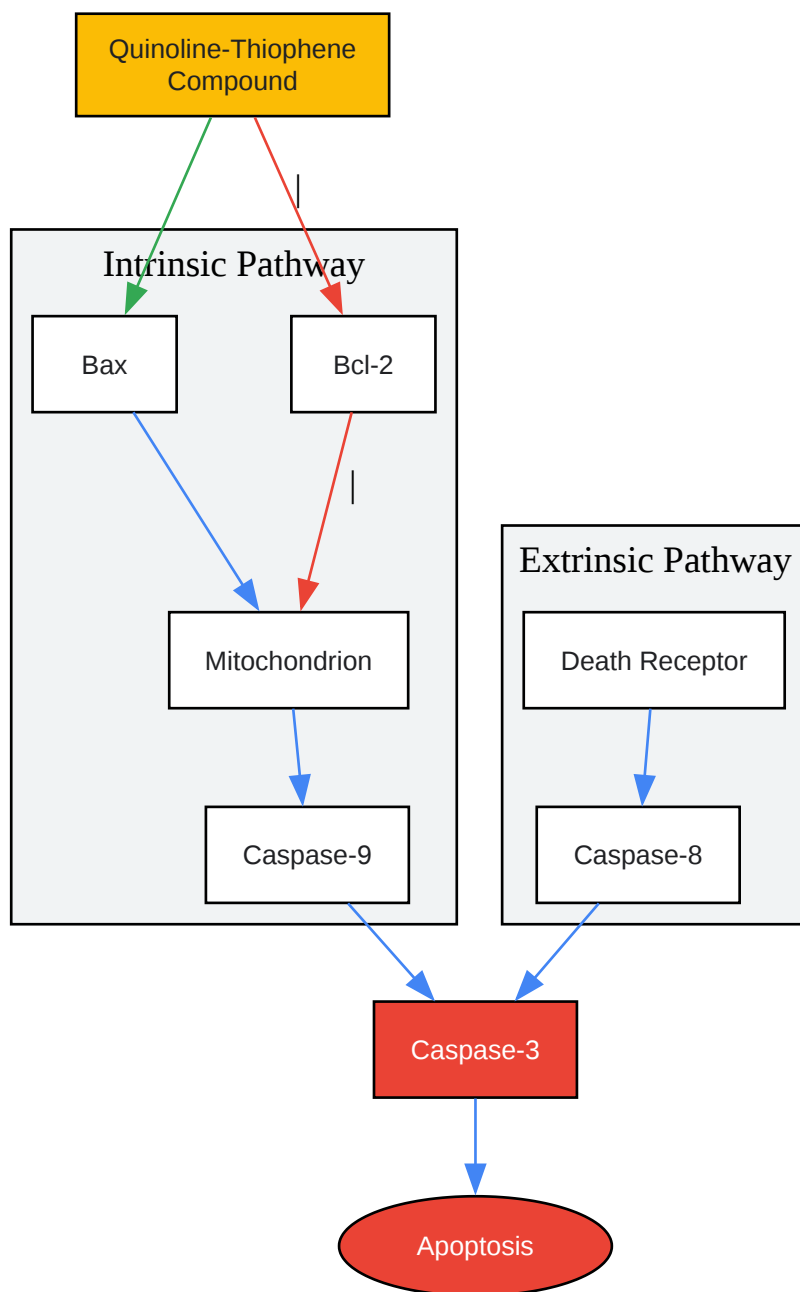 Quinoline-Thiophene
Compound
|
Intrinsic Pathway
Bax
Bcl-2
|
Extrinsic Pathway
Mitochondrion
Death Receptor
Caspase-9
Caspase-8
Caspase-3
Apoptosis